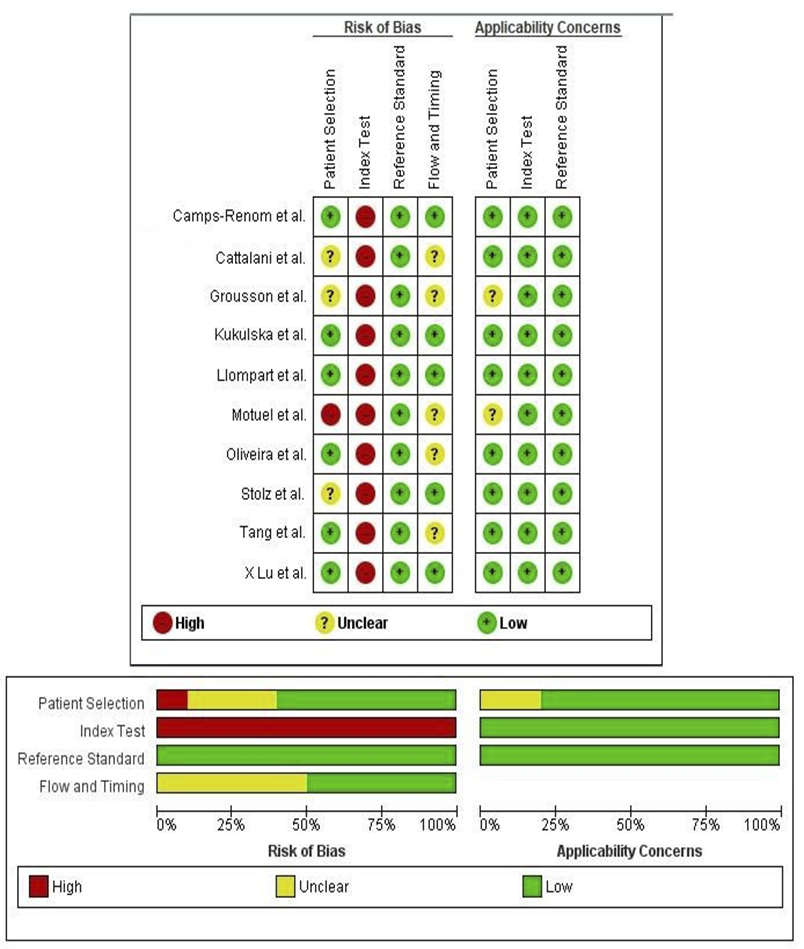 Risk of Bias Applicability Concerns
Patient Selection
Index Test
Reference Standard
Flow and Timing
Patient Selection
Index Test
Reference Standard
Camps-Renom et al. + - + + + + +
Cattalani et al. ? - + ? + + +
Grousson et al. ? - + ? ? + +
Kukulska et al. + - + + + + +
Llompart et al. + - + + + + +
Motuel et al. - - + ? ? + +
Oliveira et al. + - + ? + + +
Stolz et al. ? - + + + + +
Tang et al. + - + ? + + +
X Lu et al. + - + + + + +
- High ? Unclear + Low
Patient Selection
Index Test
Reference Standard
Flow and Timing
0% 25% 50% 75% 100% 0% 25% 50% 75% 100%
Risk of Bias Applicability Concerns
High Unclear Low